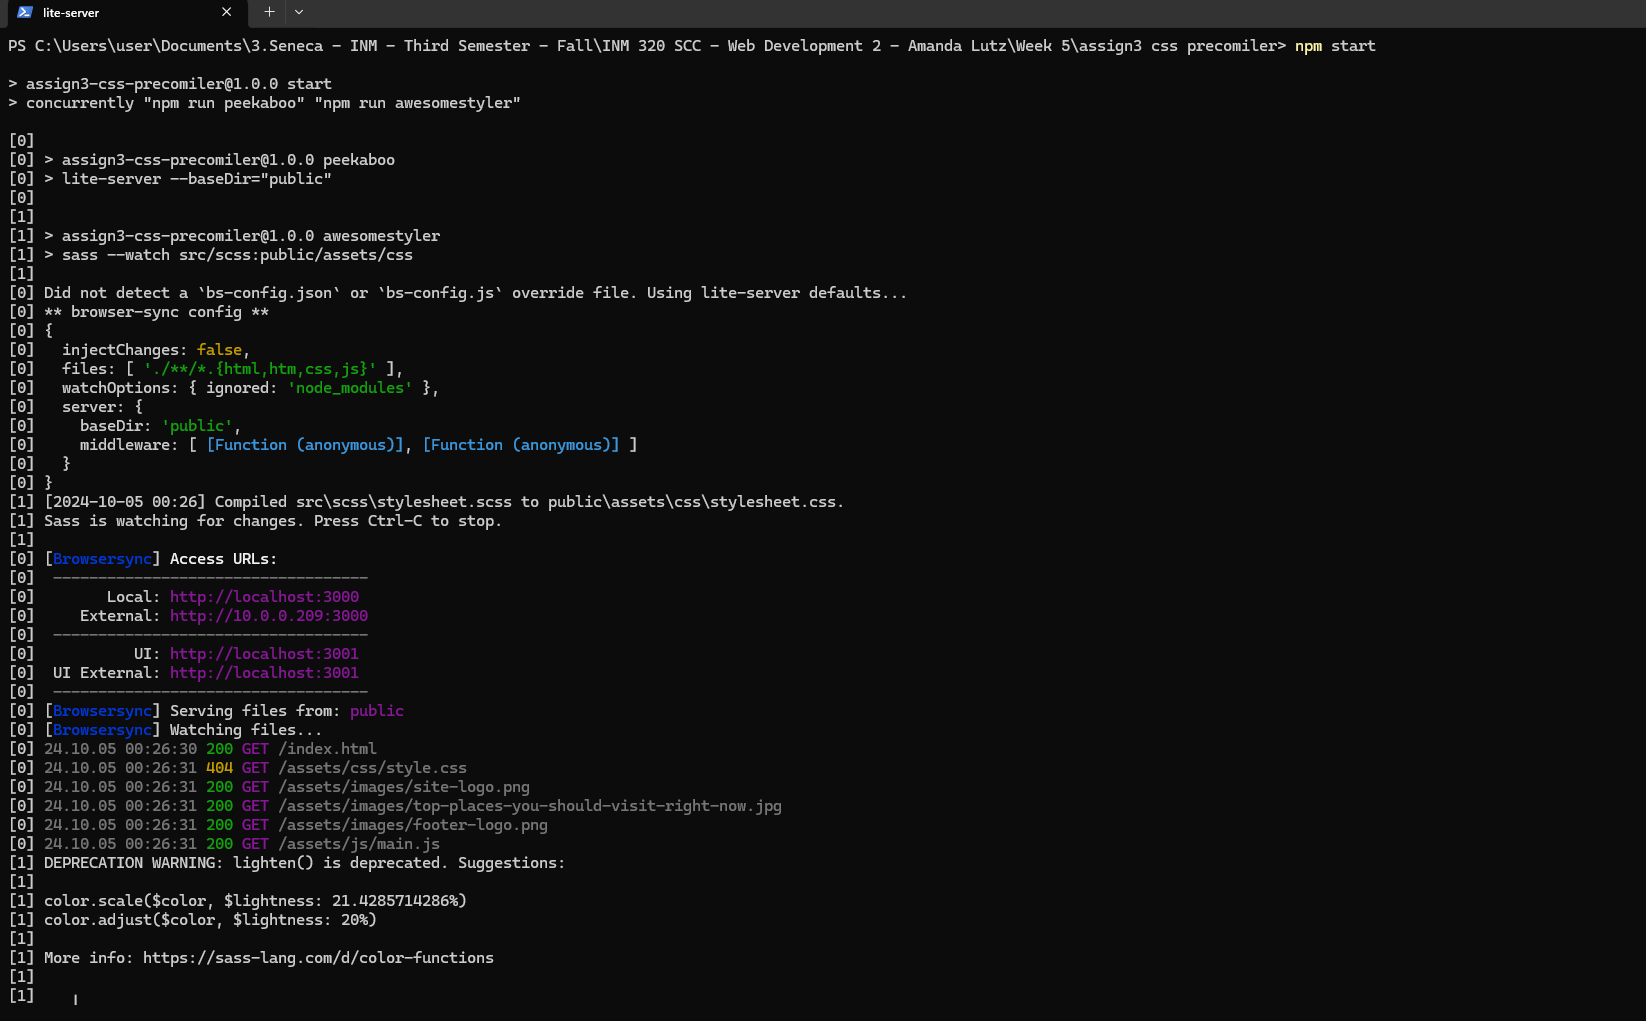 lite-server
PS C:\Users\user\Documents\3.Seneca - INM - Third Semester - Fall\INM 320 SCC - Web Development 2 - Amanda Lutz\Week 5\assign3 css precomiler> npm start
> assign3-css-precomiler@1.0.0 start
> concurrently "npm run peekaboo" "npm run awesomestyler"
[0]
[0] > assign3-css-precomiler@1.0.0 peekaboo
[0] > lite-server --baseDir="public"
[0]
[1]
[1] > assign3-css-precomiler@1.0.0 awesomestyler
[1] > sass --watch src/scss:public/assets/css
[1]
[0] Did not detect a `bs-config.json` or `bs-config.js` override file. Using lite-server defaults...
[0] ** browser-sync config **
[0] {
[0]   injectChanges: false,
[0]   files: [ './**/*.{html,htm,css,js}' ],
[0]   watchOptions: { ignored: 'node_modules' },
[0]   server: {
[0]     baseDir: 'public',
[0]     middleware: [ [Function (anonymous)], [Function (anonymous)] ]
[0]   }
[0] }
[1] [2024-10-05 00:26] Compiled src\scss\stylesheet.scss to public\assets\css\stylesheet.css.
[1] Sass is watching for changes. Press Ctrl-C to stop.
[1]
[0] [Browsersync] Access URLs:
[0]  -----------------------------------
[0]        Local: http://localhost:3000
[0]     External: http://10.0.0.209:3000
[0]  -----------------------------------
[0]           UI: http://localhost:3001
[0]  UI External: http://localhost:3001
[0]  -----------------------------------
[0] [Browsersync] Serving files from: public
[0] [Browsersync] Watching files...
[0] 24.10.05 00:26:30 200 GET /index.html
[0] 24.10.05 00:26:31 404 GET /assets/css/style.css
[0] 24.10.05 00:26:31 200 GET /assets/images/site-logo.png
[0] 24.10.05 00:26:31 200 GET /assets/images/top-places-you-should-visit-right-now.jpg
[0] 24.10.05 00:26:31 200 GET /assets/images/footer-logo.png
[0] 24.10.05 00:26:31 200 GET /assets/js/main.js
[1] DEPRECATION WARNING: lighten() is deprecated. Suggestions:
[1]
[1] color.scale($color, $lightness: 21.4285714286%)
[1] color.adjust($color, $lightness: 20%)
[1]
[1] More info: https://sass-lang.com/d/color-functions
[1]
[1]